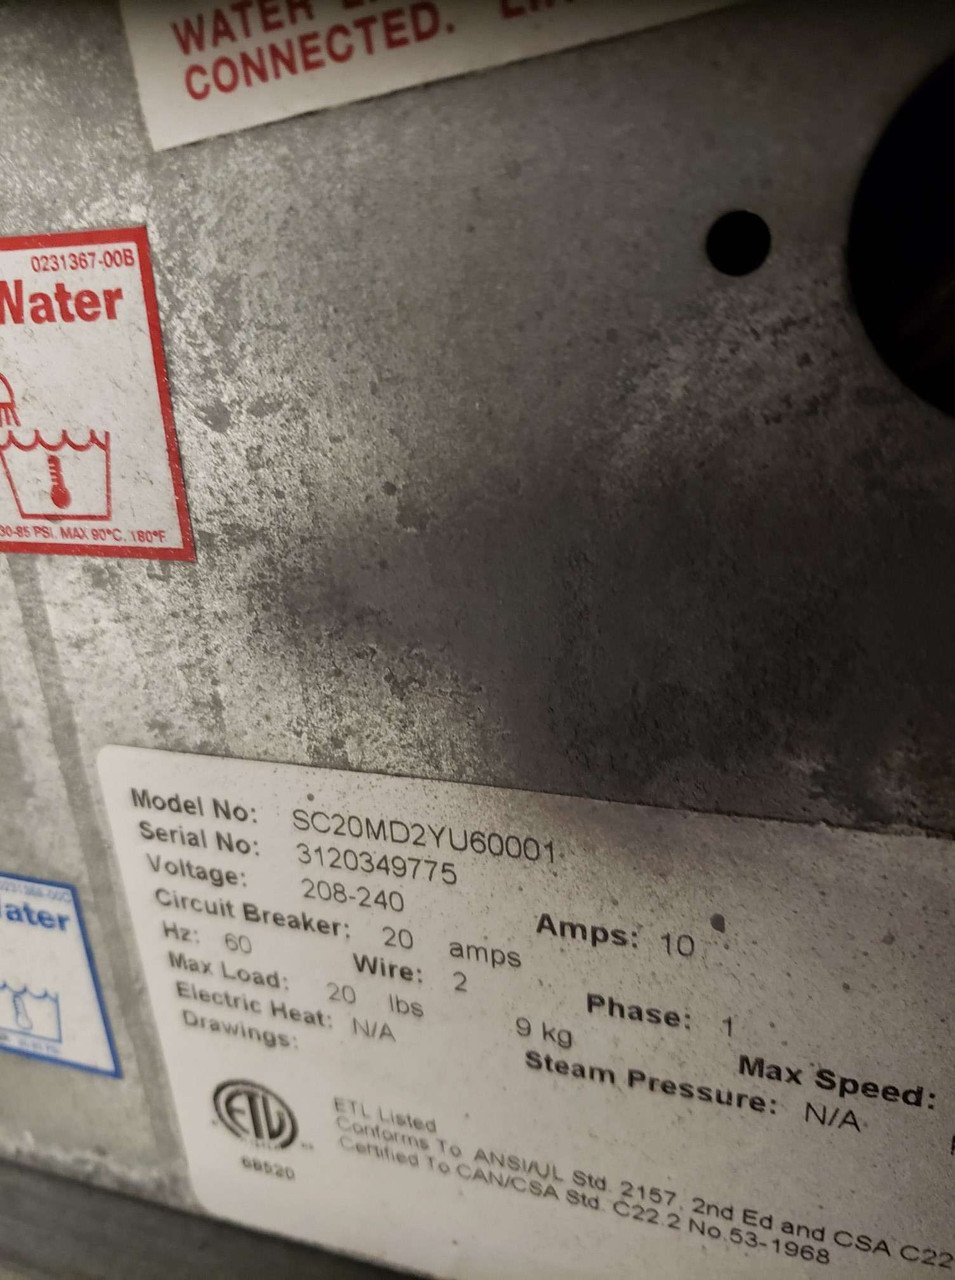 WATER
CONNECTED.
0231367-00B
Water
30-85 PSI, MAX 90°C, 180°F
ater
Model No: SC20MD2YU60001
Serial No: 3120349775
Voltage: 208-240 Amps: 10
Circuit Breaker: 20 amps
Hz: 60 Wire: 2 Phase: 1
Max Load: 20 lbs 9 kg Max Speed:
Electric Heat: N/A Steam Pressure: N/A
Drawings:
ETL
ETL Listed
Conforms To ANSI/UL Std. 2157, 2nd Ed and CSA C22
Certified To CAN/CSA Std. C22.2 No.53-1968